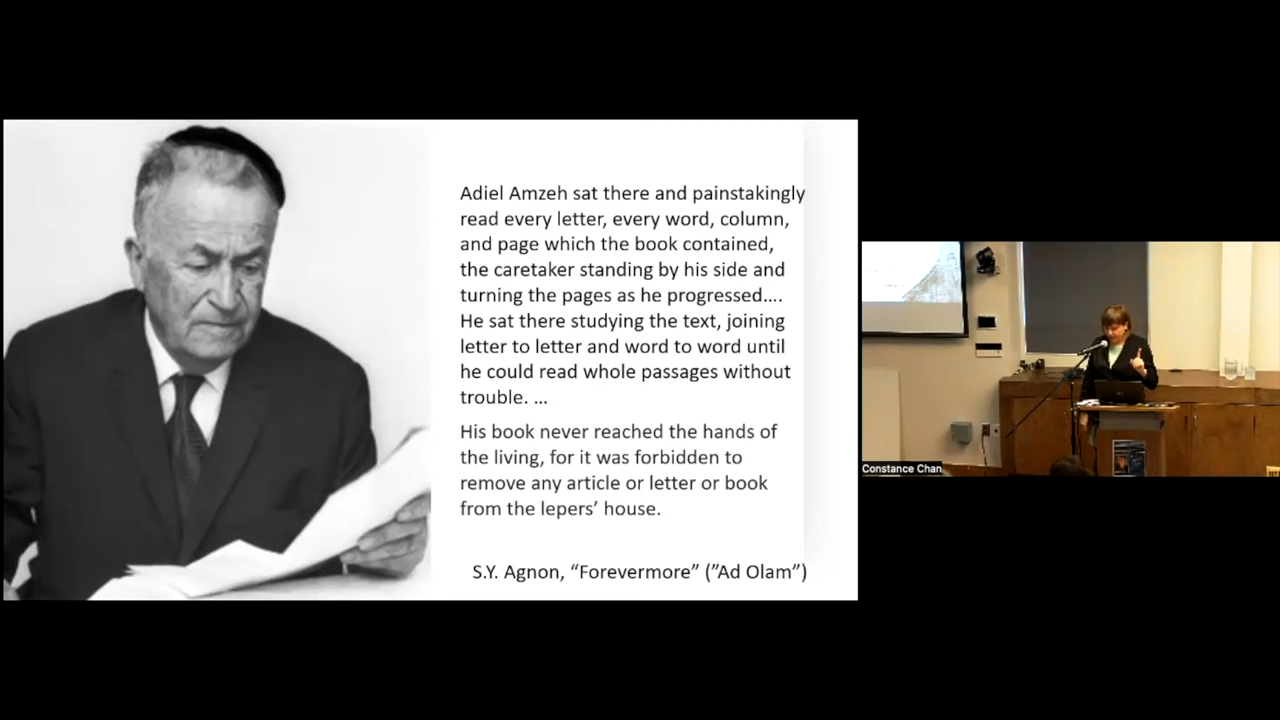 Adiel Amzeh sat there and painstakingly
read every letter, every word, column,
and page which the book contained,
the caretaker standing by his side and
turning the pages as he progressed....
He sat there studying the text, joining
letter to letter and word to word until
he could read whole passages without
trouble. ...
His book never reached the hands of
the living, for it was forbidden to
remove any article or letter or book
from the lepers’ house.
S.Y. Agnon, “Forevermore” (”Ad Olam”)
Constance Chan